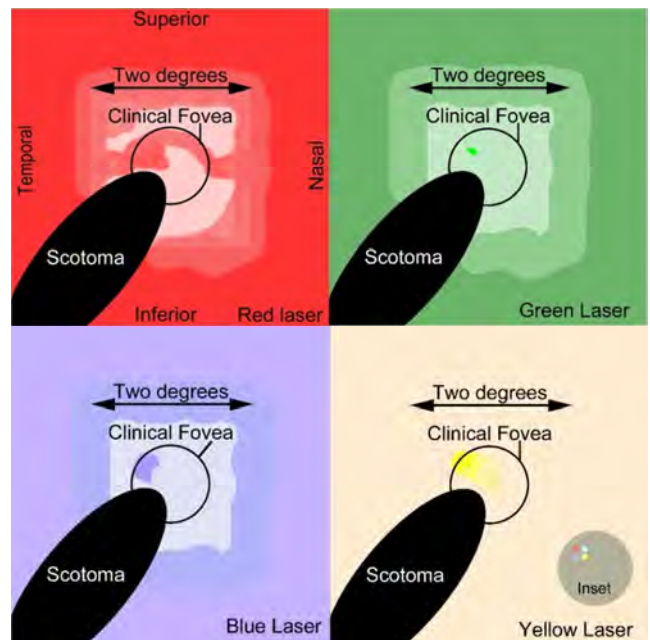 Superior
Two degrees
Clinical Fovea
Temporal
Nasal
Scotoma
Inferior
Red laser
Two degrees
Clinical Fovea
Scotoma
Green Laser
Two degrees
Clinical Fovea
Scotoma
Blue Laser
Two degrees
Clinical Fovea
Scotoma
Inset
Yellow Laser